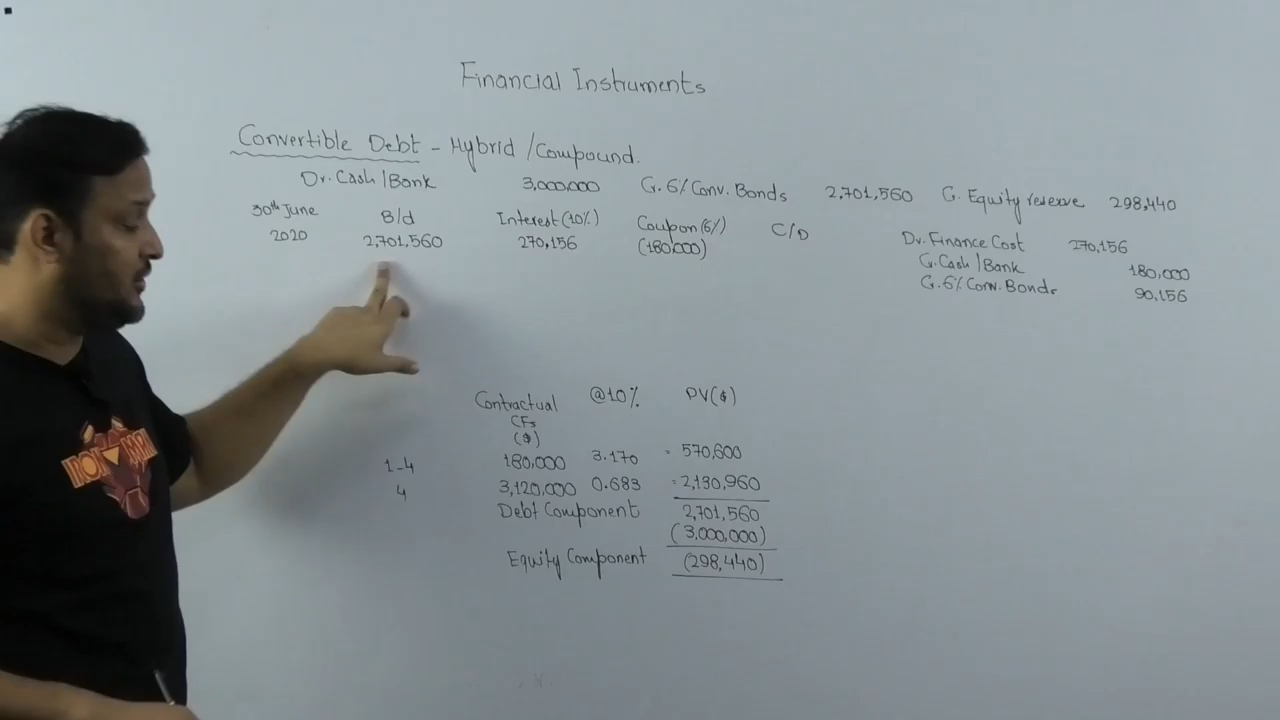 Financial Instruments
Convertible Debt - Hybrid / Compound.
Dr. Cash/Bank 3,000,000 Cr. 6% Conv. Bonds 2,701,560 Cr. Equity reserve 298,440
30th June B/d Interest (10%) Coupon (6%) C/D
2020 2,701,560 270,156 (180,000)
Dr. Finance Cost 270,156
Cr. Cash/Bank 180,000
Cr. 6% Conv. Bonds 90,156
Contractual @10% PV($)
CFs
($)
1-4 180,000 3.170 = 570,600
4 3,120,000 0.683 = 2,130,960
Debt Component 2,701,560
(3,000,000)
Equity Component (298,440)